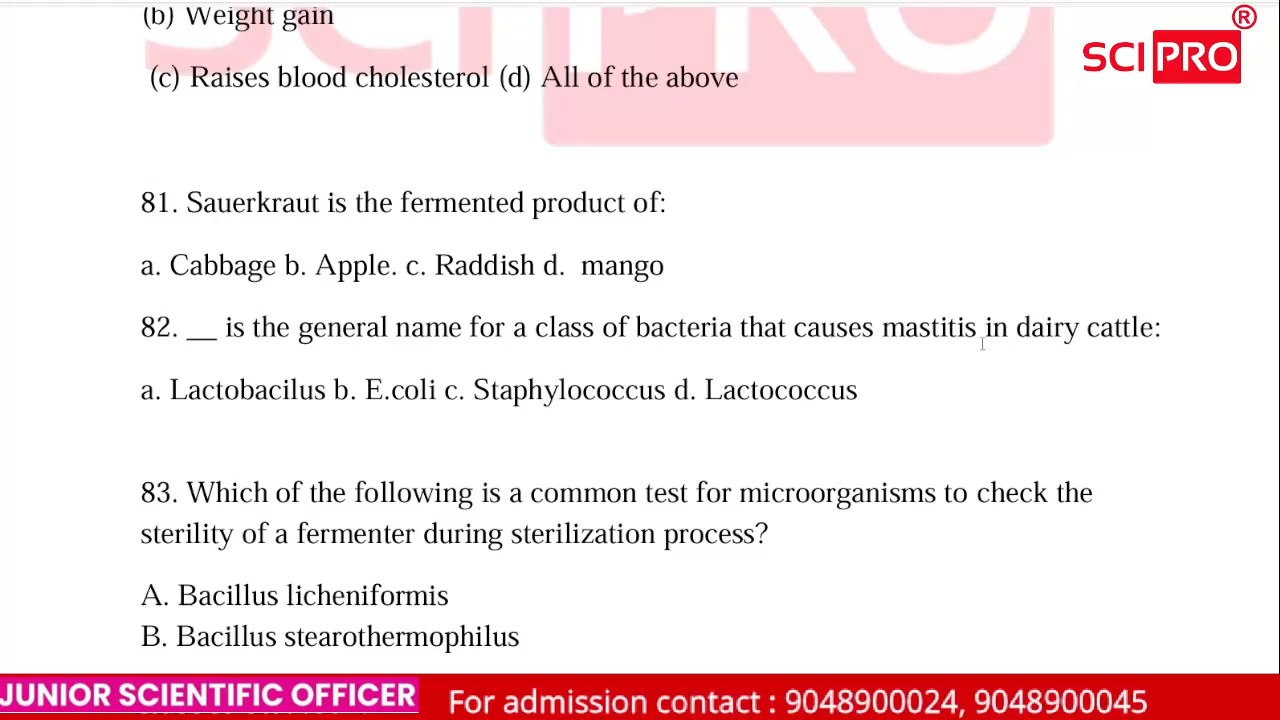 (b) Weight gain
®
SCIPRO
(c) Raises blood cholesterol (d) All of the above
81. Sauerkraut is the fermented product of:
a. Cabbage b. Apple. c. Raddish d. mango
82. __ is the general name for a class of bacteria that causes mastitis in dairy cattle:
a. Lactobacilus b. E.coli c. Staphylococcus d. Lactococcus
83. Which of the following is a common test for microorganisms to check the
sterility of a fermenter during sterilization process?
A. Bacillus licheniformis
B. Bacillus stearothermophilus
JUNIOR SCIENTIFIC OFFICER
For admission contact : 9048900024, 9048900045